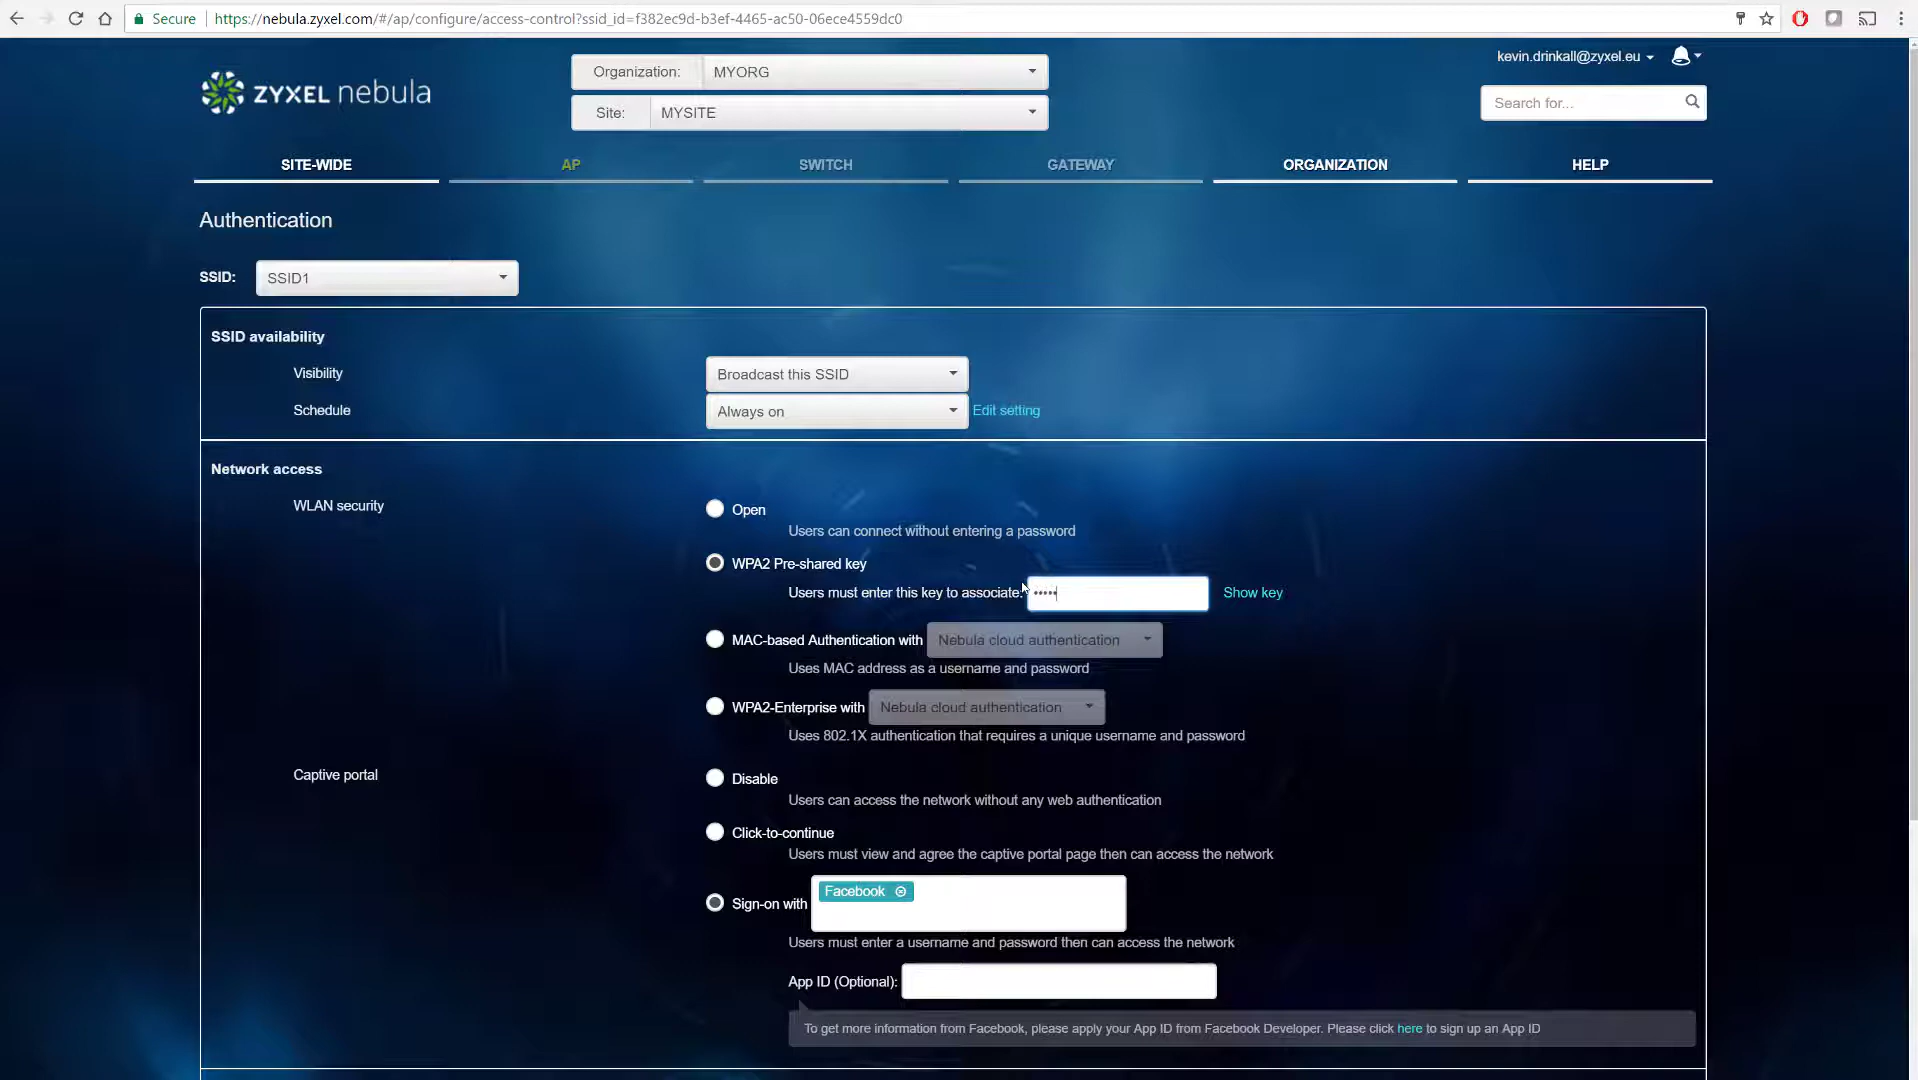 Secure https://nebula.zyxel.com/#/ap/configure/access-control?ssid_id=f382ec9d-b3ef-4465-ac50-06ece4559dc0
kevin.drinkall@zyxel.eu
ZYXEL nebula
Organization: MYORG
Site: MYSITE
Search for...
SITE-WIDE AP SWITCH GATEWAY ORGANIZATION HELP
Authentication
SSID: SSID1
SSID availability
Visibility Broadcast this SSID
Schedule Always on Edit setting
Network access
WLAN security
Open
Users can connect without entering a password
WPA2 Pre-shared key
Users must enter this key to associate: ••••• Show key
MAC-based Authentication with Nebula cloud authentication
Uses MAC address as a username and password
WPA2-Enterprise with Nebula cloud authentication
Uses 802.1X authentication that requires a unique username and password
Captive portal
Disable
Users can access the network without any web authentication
Click-to-continue
Users must view and agree the captive portal page then can access the network
Sign-on with Facebook
Users must enter a username and password then can access the network
App ID (Optional):
To get more information from Facebook, please apply your App ID from Facebook Developer. Please click here to sign up an App ID